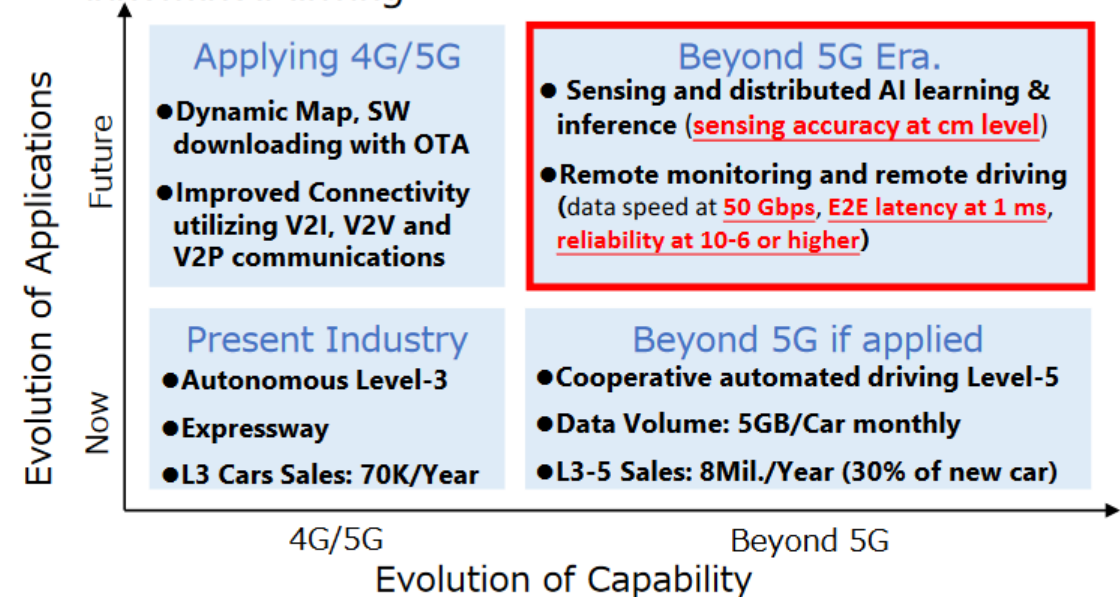 Applying 4G/5G
●Dynamic Map, SW
downloading with OTA
●Improved Connectivity
utilizing V2I, V2V and
V2P communications
Beyond 5G Era.
● Sensing and distributed AI learning &
inference (sensing accuracy at cm level)
●Remote monitoring and remote driving
(data speed at 50 Gbps, E2E latency at 1 ms,
reliability at 10-6 or higher)
Present Industry
●Autonomous Level-3
●Expressway
●L3 Cars Sales: 70K/Year
Beyond 5G if applied
●Cooperative automated driving Level-5
●Data Volume: 5GB/Car monthly
●L3-5 Sales: 8Mil./Year (30% of new car)
Evolution of Applications
Future
Now
4G/5G
Beyond 5G
Evolution of Capability